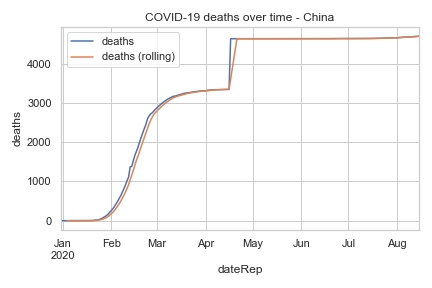 COVID-19 deaths over time - China
deaths
deaths (rolling)
deaths
4000
3000
2000
1000
0
Jan
2020
Feb
Mar
Apr
May
Jun
Jul
Aug
dateRep